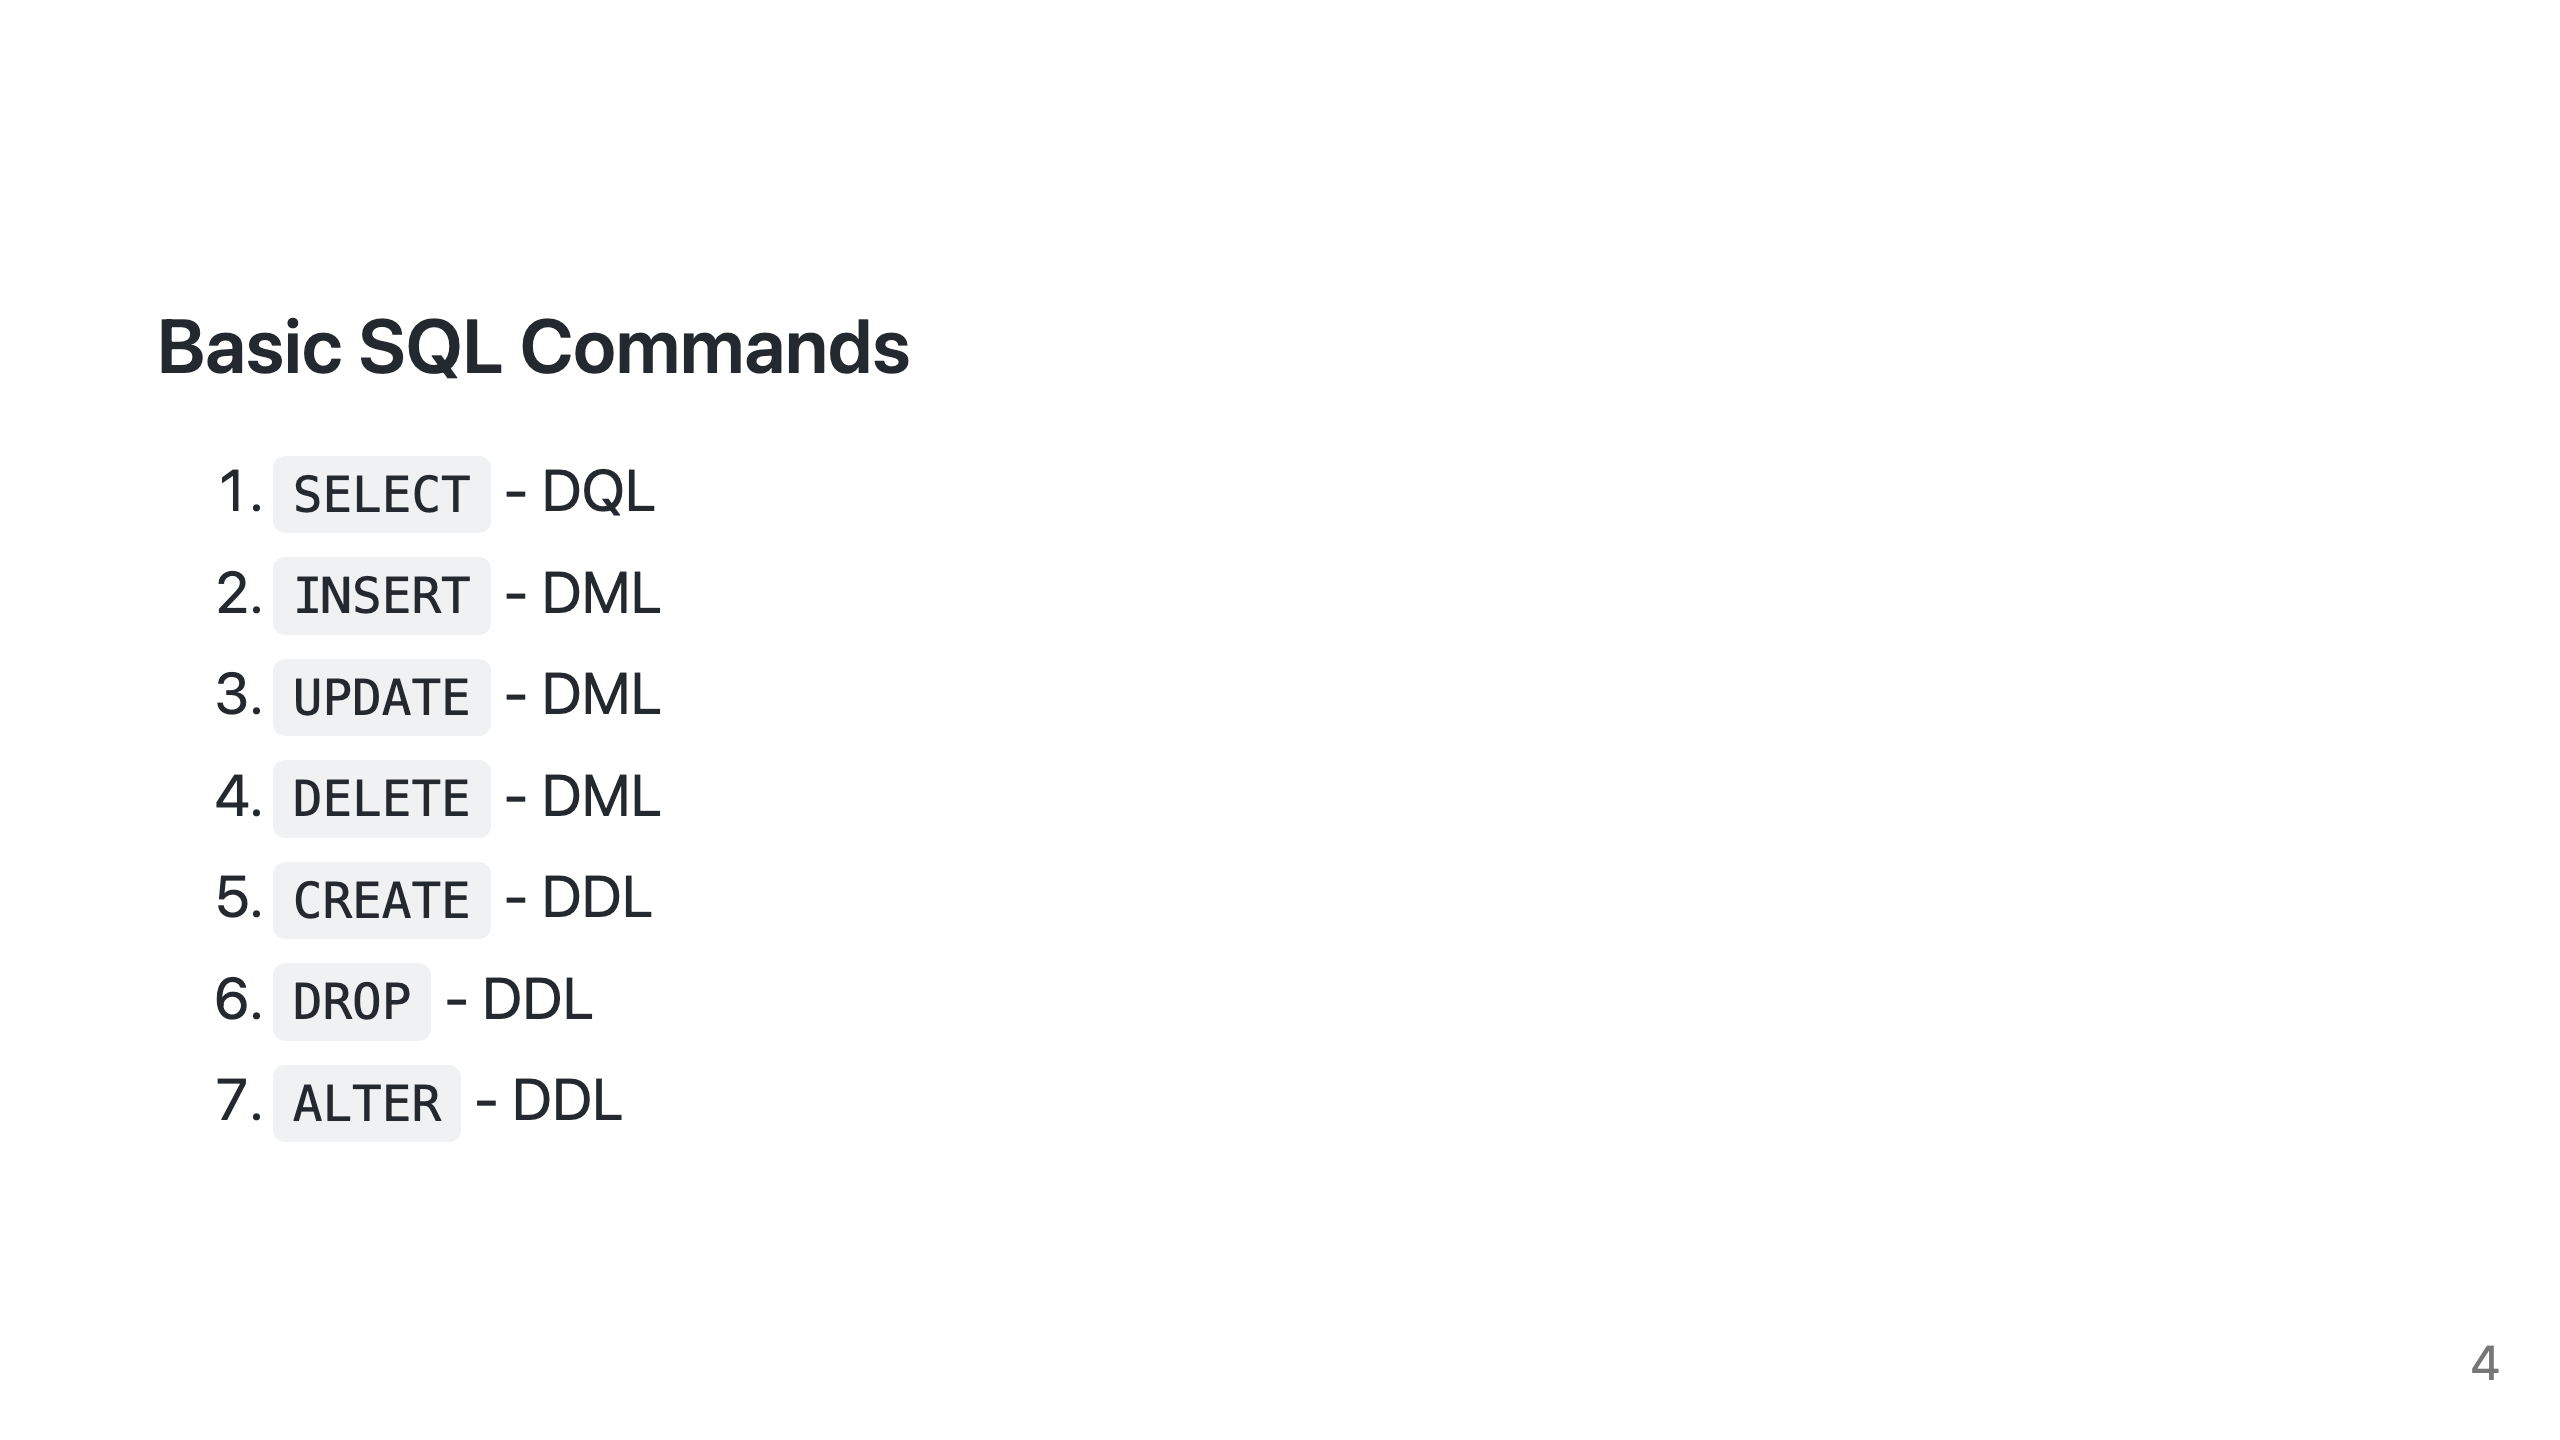 Basic SQL Commands
1. SELECT - DQL
2. INSERT - DML
3. UPDATE - DML
4. DELETE - DML
5. CREATE - DDL
6. DROP - DDL
7. ALTER - DDL
4